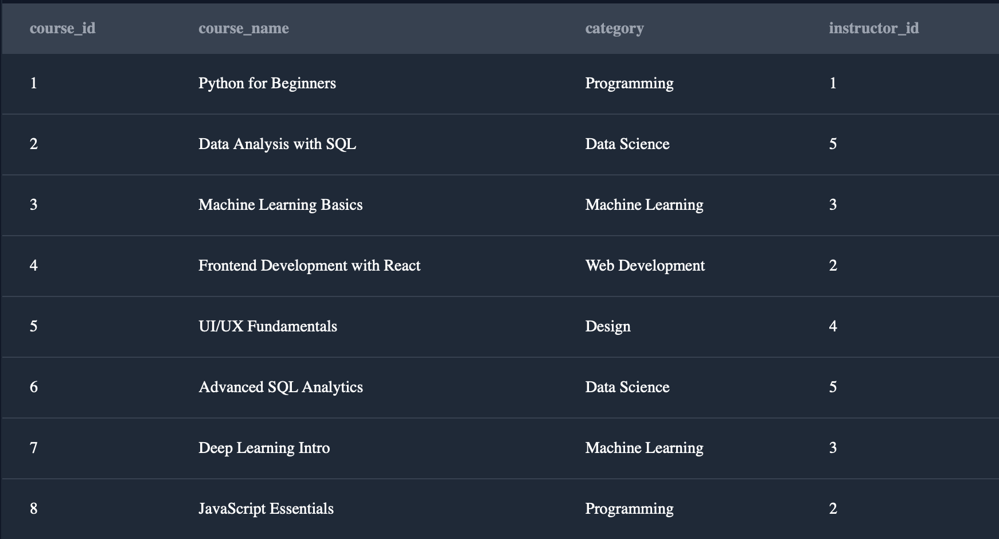 course_id course_name category instructor_id
1 Python for Beginners Programming 1
2 Data Analysis with SQL Data Science 5
3 Machine Learning Basics Machine Learning 3
4 Frontend Development with React Web Development 2
5 UI/UX Fundamentals Design 4
6 Advanced SQL Analytics Data Science 5
7 Deep Learning Intro Machine Learning 3
8 JavaScript Essentials Programming 2